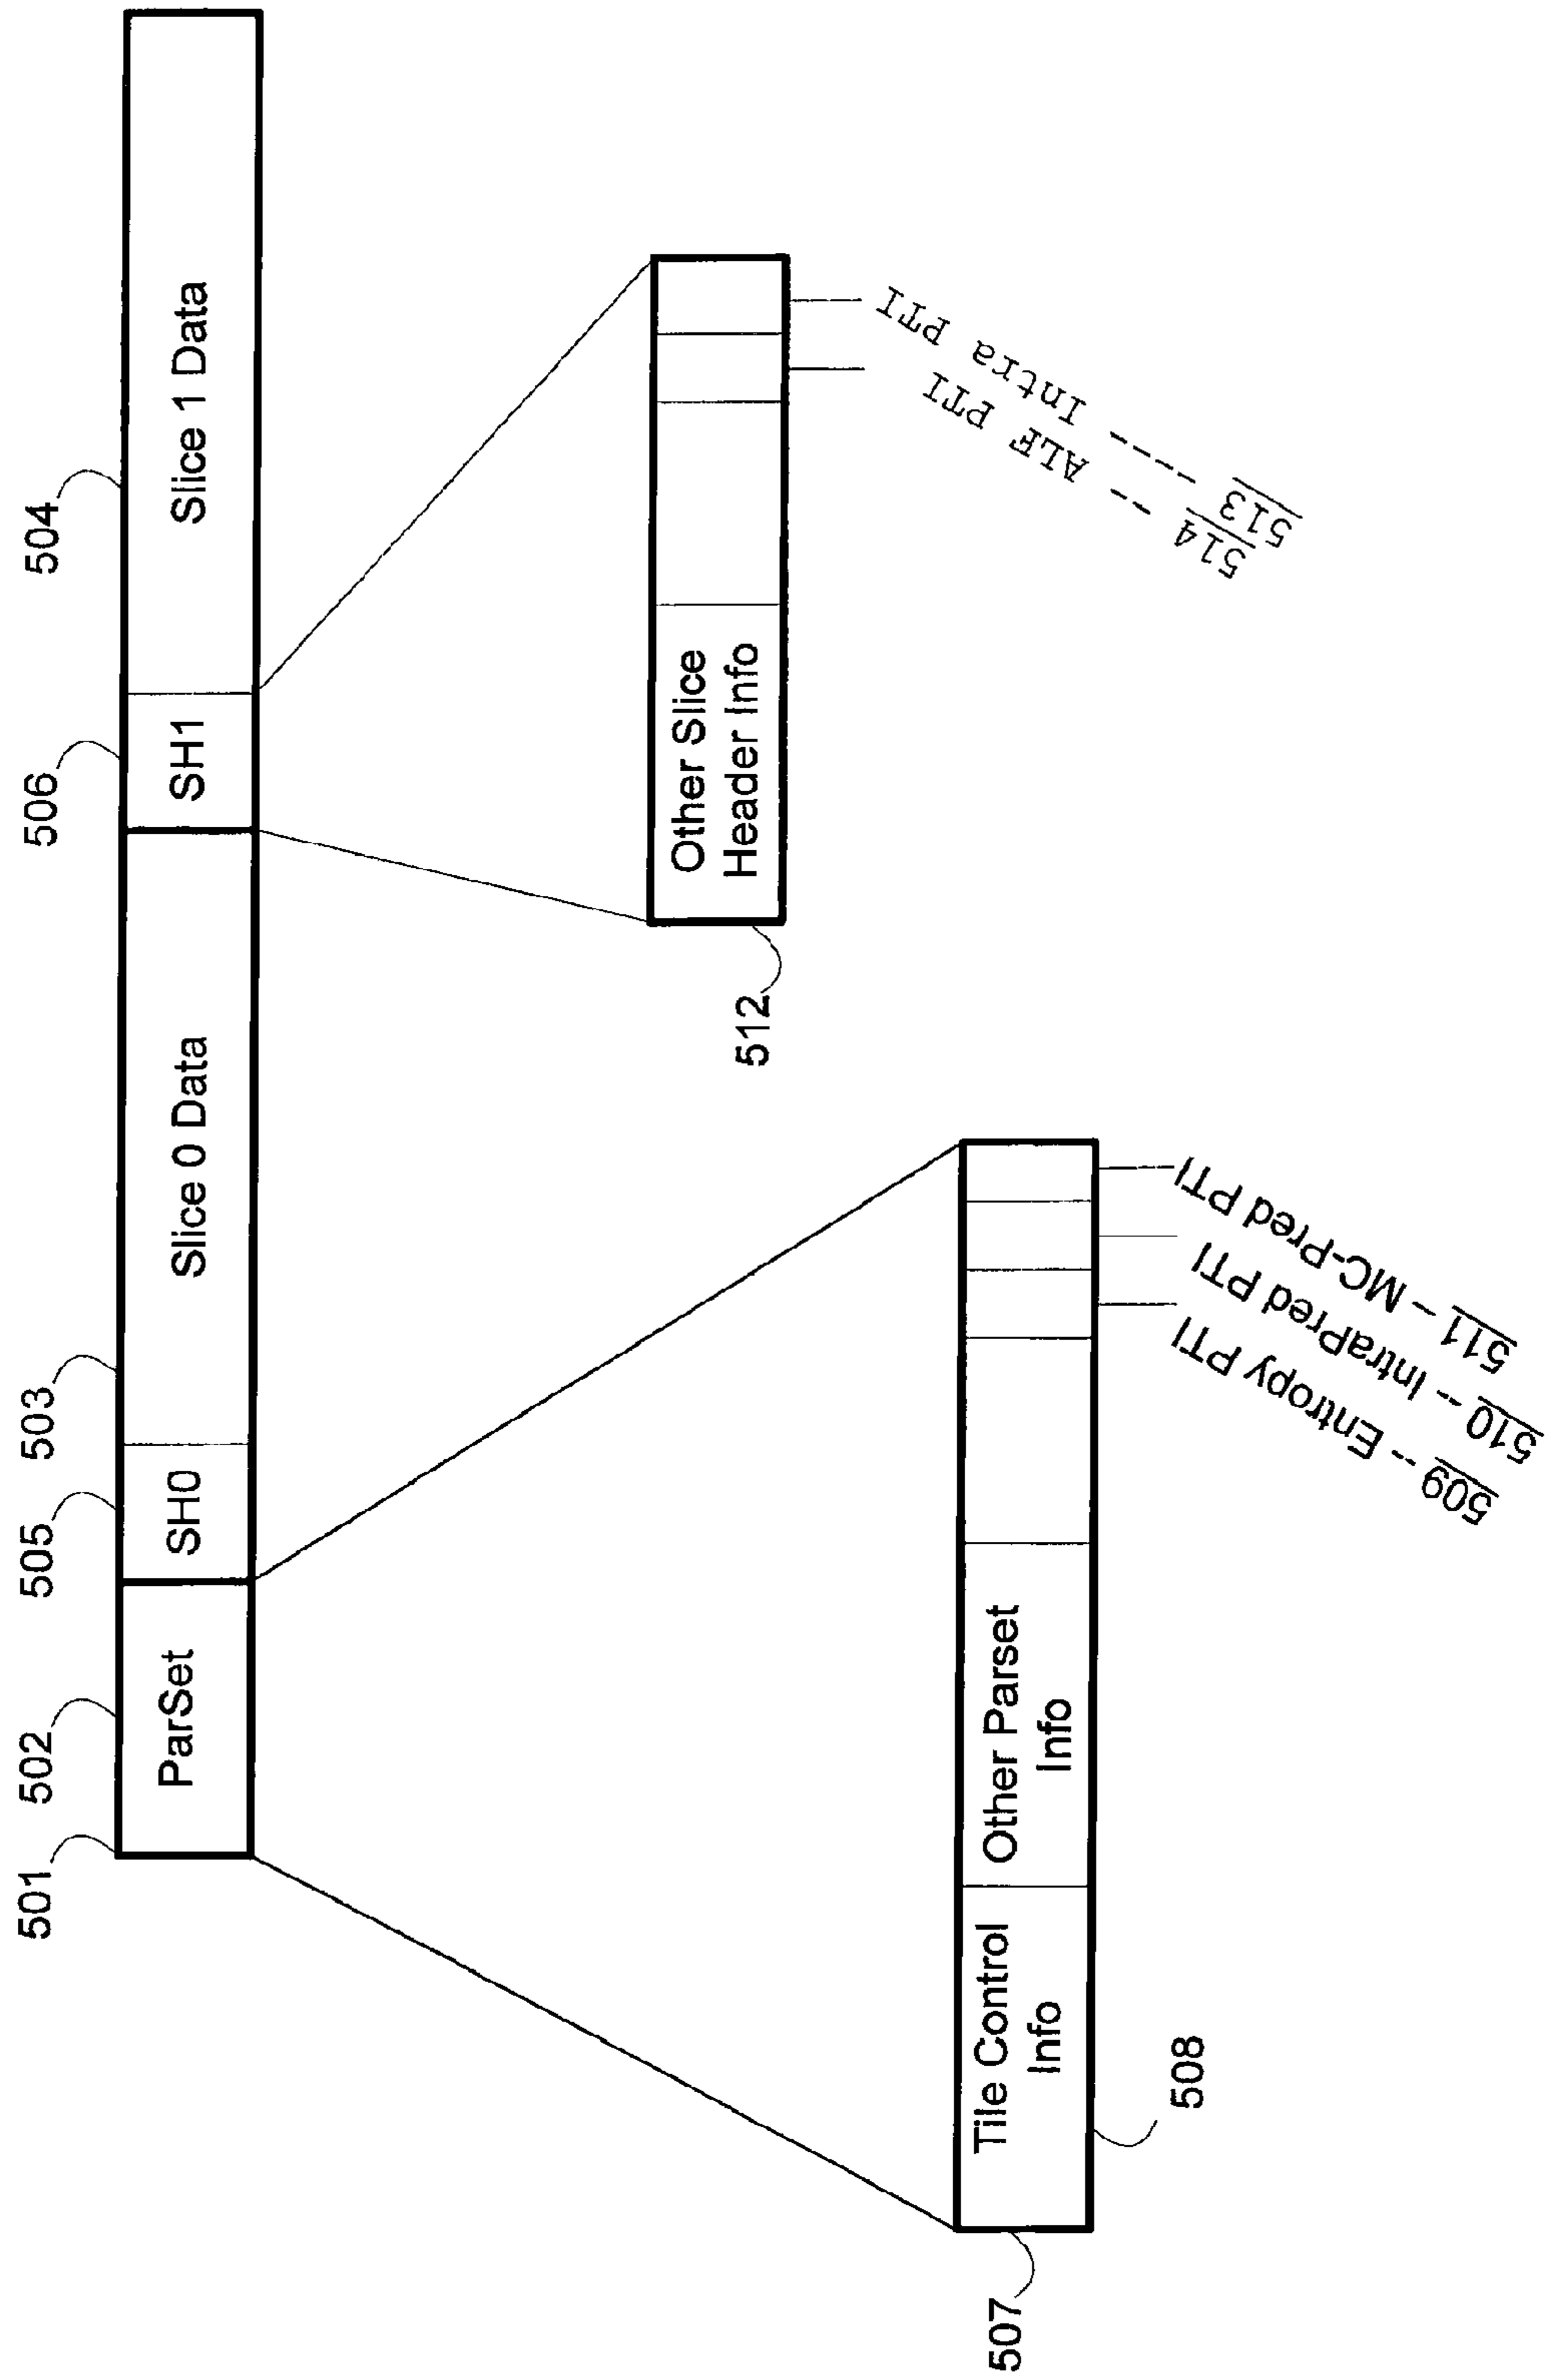 501
502
505
503
506
504
ParSet
SH0
Slice 0 Data
SH1
Slice 1 Data
512
Other Slice
Header Info
514 -- ALF PTI
513 ---- Intra PTI
507
Tile Control
Info
Other Parset
Info
508
509 -- Entropy PTI
510 -- IntraPred PTI
511 -- MC-Pred PTI